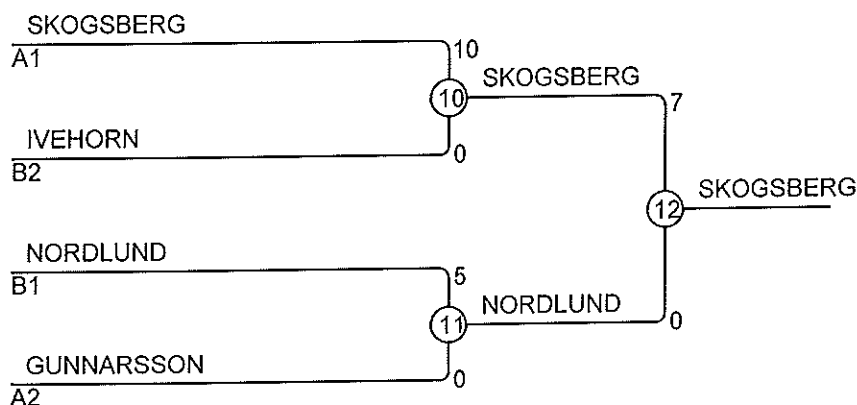 SKOGSBERG
A1
10
10
SKOGSBERG
7
IVEHORN
B2
0
12
SKOGSBERG
NORDLUND
B1
5
11
NORDLUND
0
GUNNARSSON
A2
0